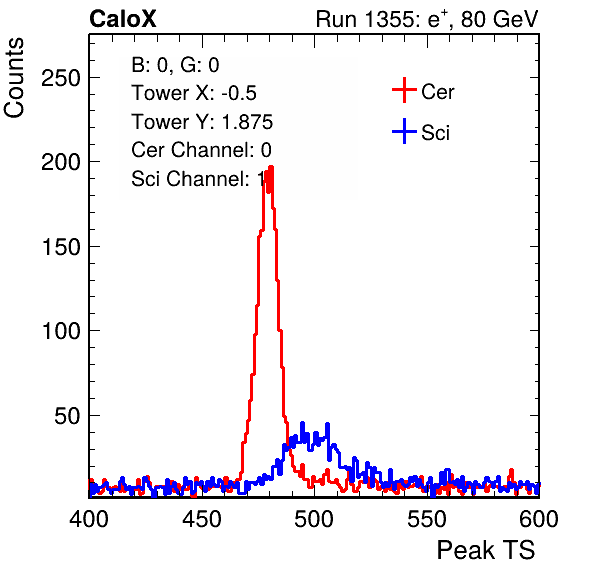 CaloX Run 1355: e⁺, 80 GeV
Counts
B: 0, G: 0
Tower X: -0.5
Tower Y: 1.875
Cer Channel: 0
Sci Channel: 1
Cer
Sci
250
200
150
100
50
400 450 500 550 600
Peak TS